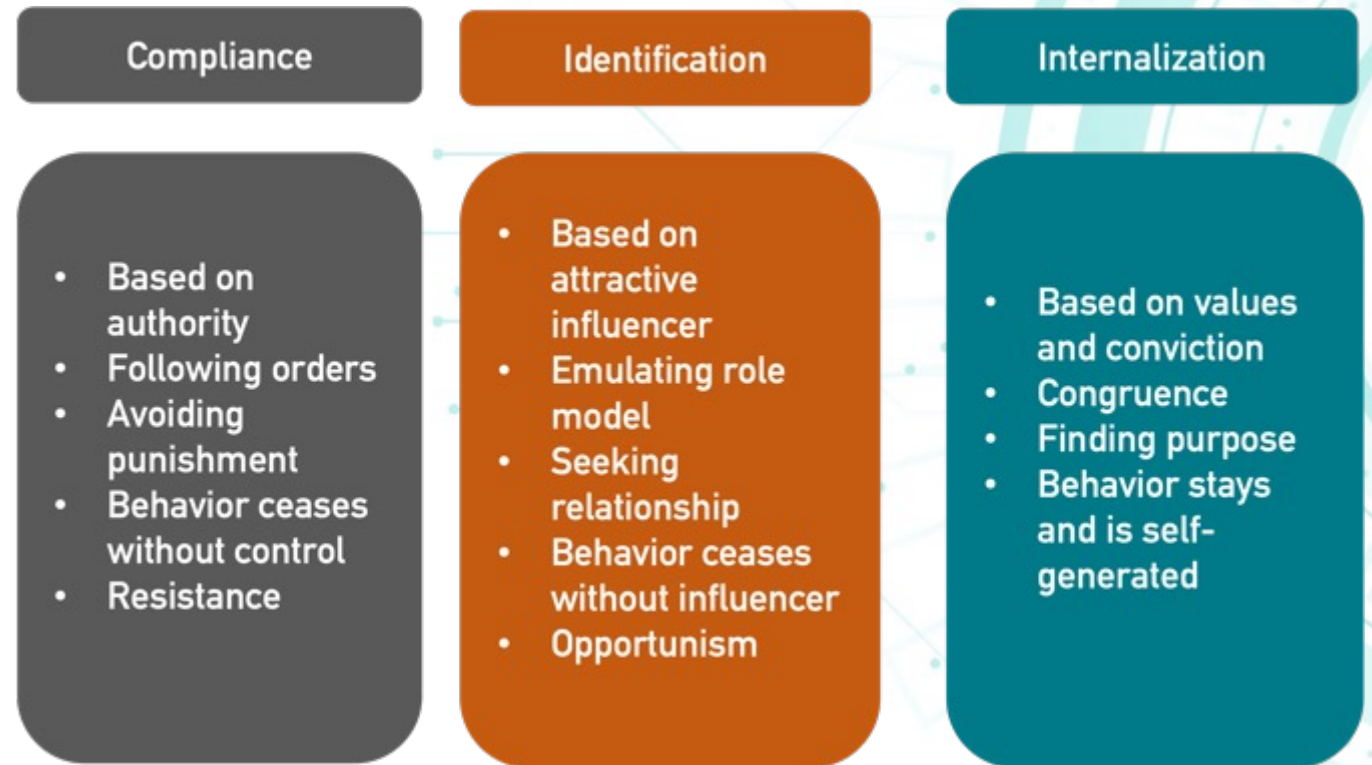 Compliance
Identification
Internalization
• Based on
authority
• Following orders
• Avoiding
punishment
• Behavior ceases
without control
• Resistance
• Based on
attractive
influencer
• Emulating role
model
• Seeking
relationship
• Behavior ceases
without influencer
• Opportunism
• Based on values
and conviction
• Congruence
• Finding purpose
• Behavior stays
and is self-
generated